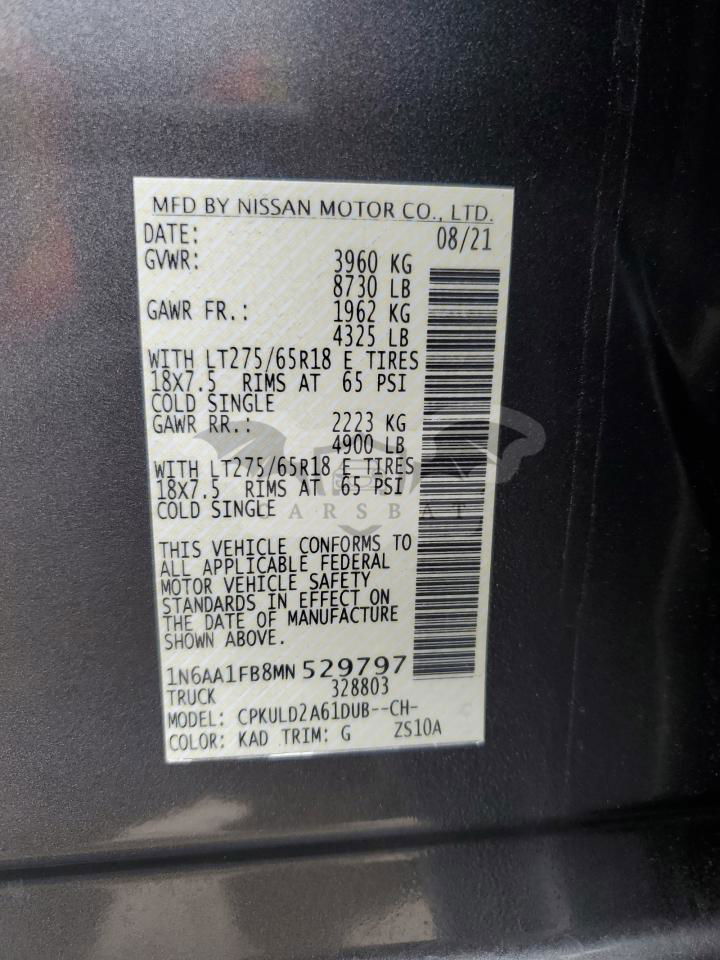 MFD BY NISSAN MOTOR CO., LTD.
DATE: 08/21
GVWR: 3960 KG
8730 LB
GAWR FR.: 1962 KG
4325 LB
WITH LT275/65R18 E TIRES
18X7.5 RIMS AT 65 PSI
COLD SINGLE
GAWR RR.: 2223 KG
4900 LB
WITH LT275/65R18 E TIRES
18X7.5 RIMS AT 65 PSI
COLD SINGLE
CARSBAT
THIS VEHICLE CONFORMS TO
ALL APPLICABLE FEDERAL
MOTOR VEHICLE SAFETY
STANDARDS IN EFFECT ON
THE DATE OF MANUFACTURE
SHOWN ABOVE.
1N6AA1FB8MN 529797
TRUCK 328803
MODEL: CPKULD2A61DUB--CH-
COLOR: KAD TRIM: G ZS10A